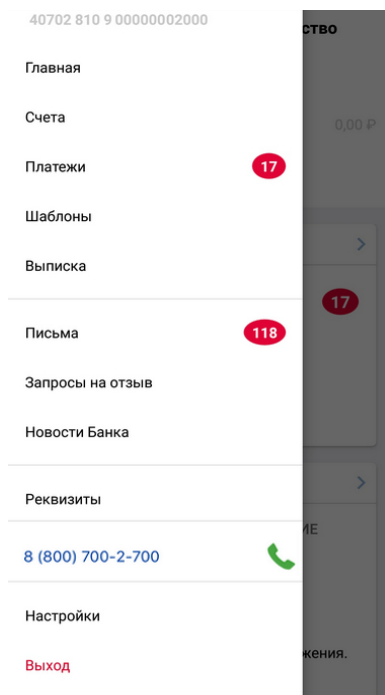 40702 810 9 00000002000
ство
Главная
Счета
0,00 ₽
Платежи
17
Шаблоны
Выписка
17
Письма
118
Запросы на отзыв
Новости Банка
Реквизиты
ИЕ
8 (800) 700-2-700
Настройки
жения.
Выход